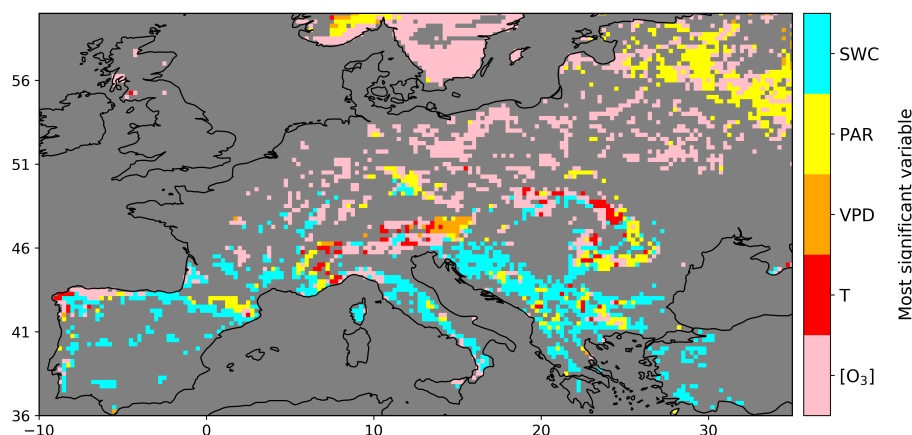 56
51
46
41
36
−10
0
10
20
30
SWC
PAR
VPD
T
[O₃]
Most significant variable